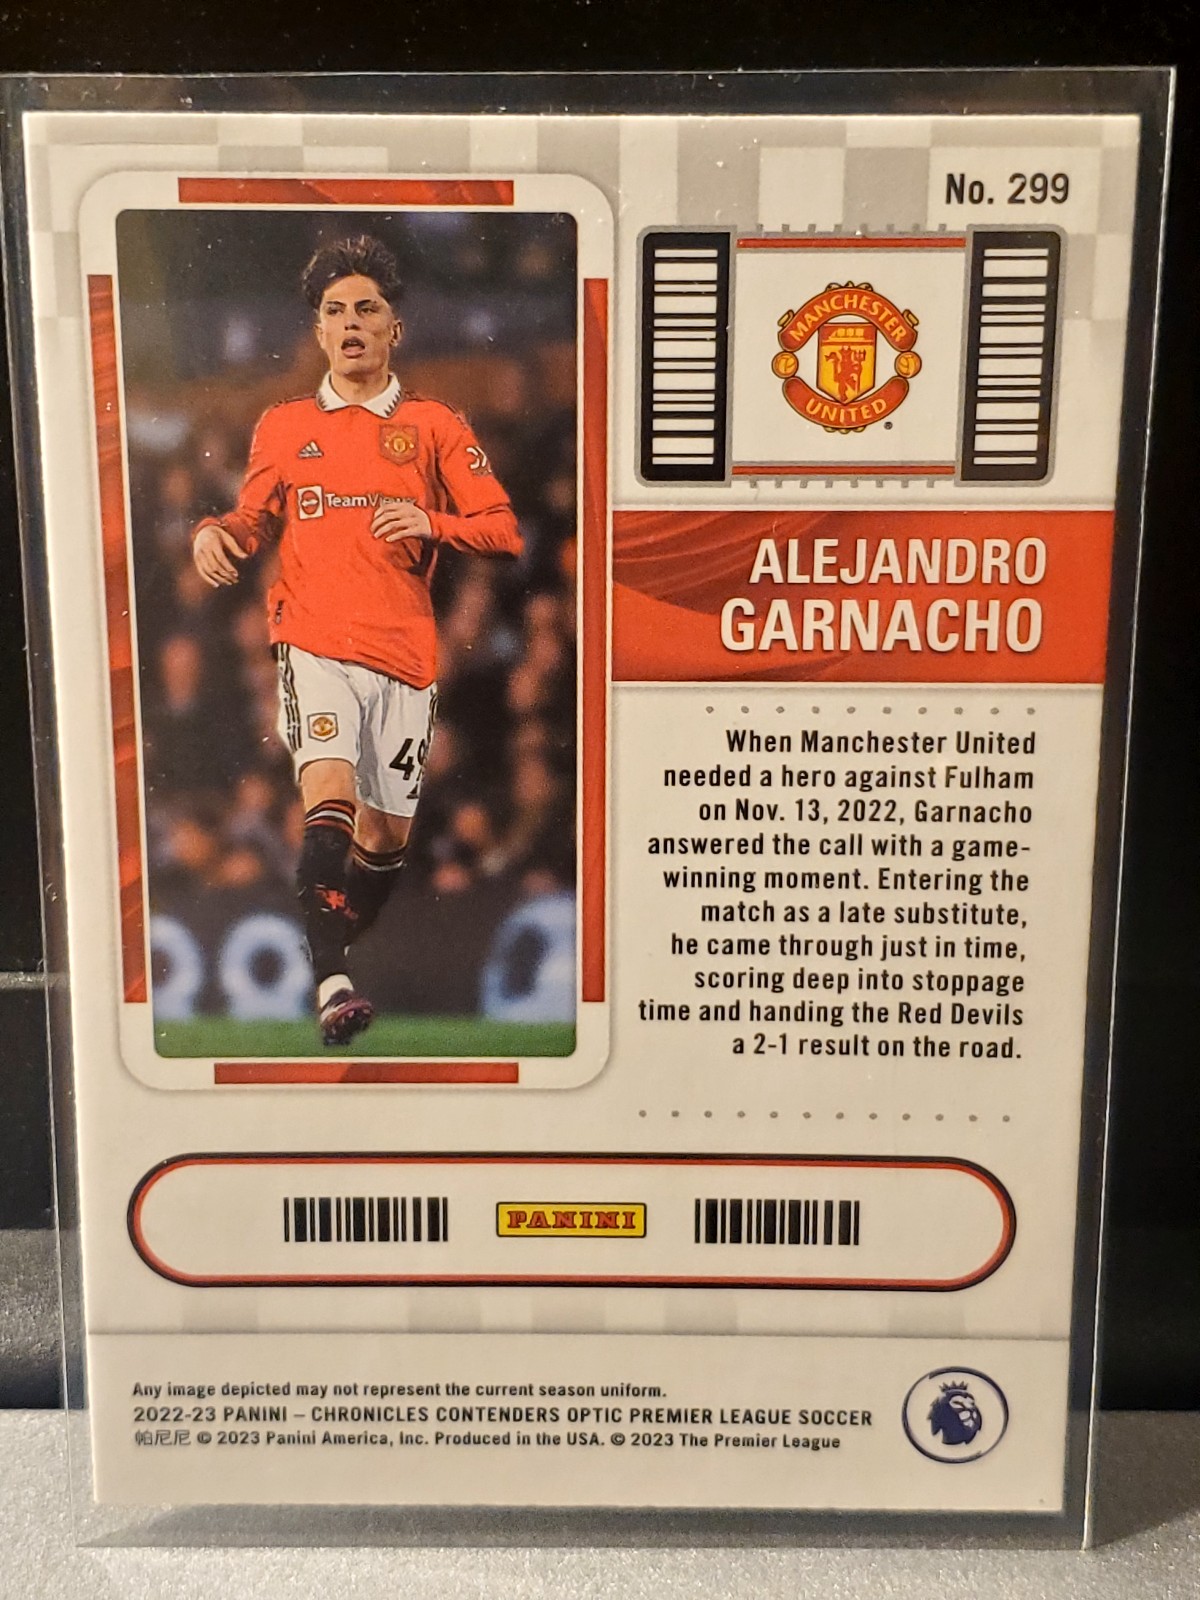 No. 299
MANCHESTER
UNITED
ALEJANDRO
GARNACHO
TeamView
49
When Manchester United
needed a hero against Fulham
on Nov. 13, 2022, Garnacho
answered the call with a game-
winning moment. Entering the
match as a late substitute,
he came through just in time,
scoring deep into stoppage
time and handing the Red Devils
a 2-1 result on the road.
PANINI
Any image depicted may not represent the current season uniform.
2022-23 PANINI – CHRONICLES CONTENDERS OPTIC PREMIER LEAGUE SOCCER
帕尼尼 © 2023 Panini America, Inc. Produced in the USA. © 2023 The Premier League